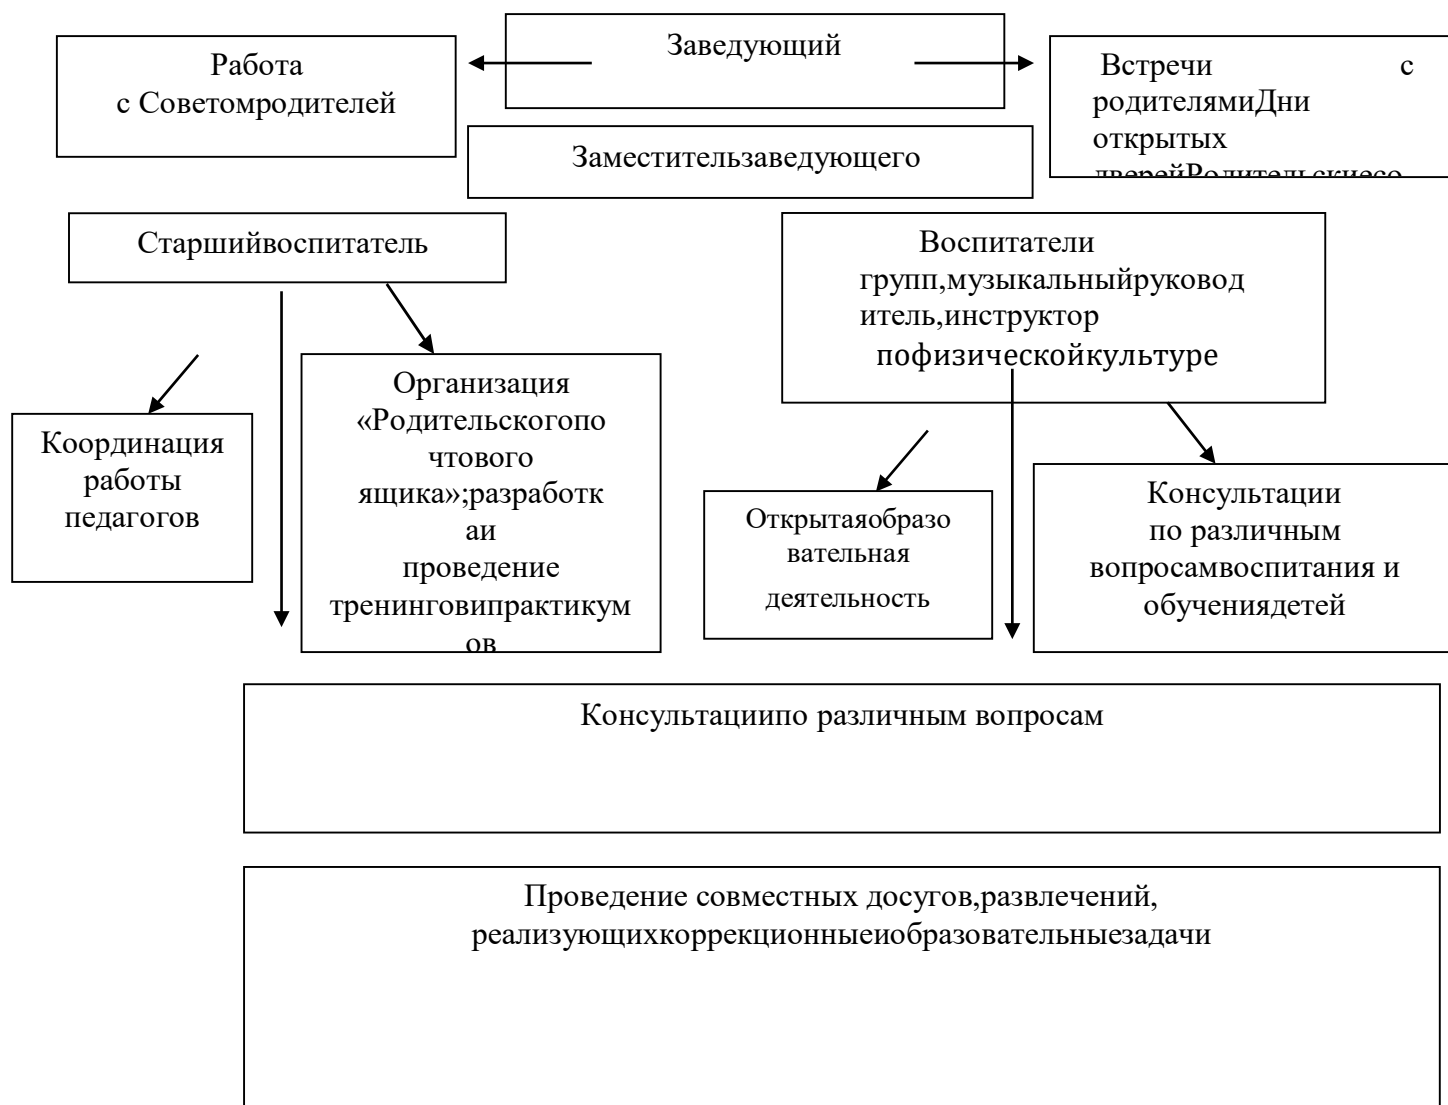 Заведующий
Работа
с Советомродителей
Встречи с
родителямиДни
открытых
дверейРодительскиесо
Заместительзаведующего
Старшийвоспитатель
Воспитатели
групп,музыкальныйруковод
итель,инструктор
пофизическойкультуре
Координация
работы
педагогов
Организация
«Родительскогопо
чтового
ящика»;разработк
аи
проведение
тренинговипрактикум
ов
Открытаяобразо
вательная
деятельность
Консультации
по различным
вопросамвоспитания и
обучениядетей
Консультациипо различным вопросам
Проведение совместных досугов,развлечений,
реализующихкоррекционныеиобразовательныезадачи